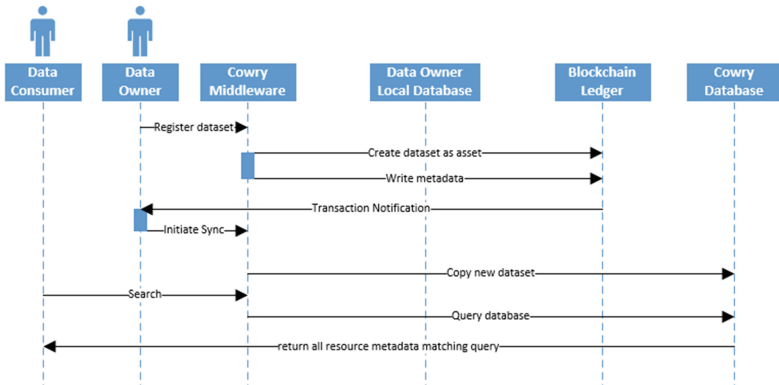 Data
Consumer
Data
Owner
Cowry
Middleware
Data Owner
Local Database
Blockchain
Ledger
Cowry
Database
Register dataset
Create dataset as asset
Write metadata
Transaction Notification
Initiate Sync
Copy new dataset
Search
Query database
return all resource metadata matching query